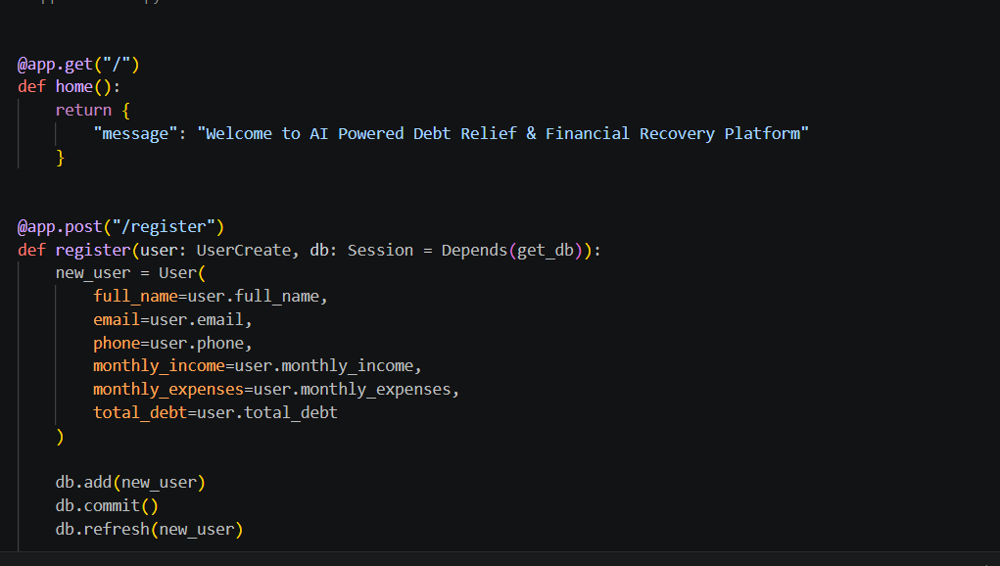 @app.get("/")
def home():
    return {
        "message": "Welcome to AI Powered Debt Relief & Financial Recovery Platform"
    }
@app.post("/register")
def register(user: UserCreate, db: Session = Depends(get_db)):
    new_user = User(
        full_name=user.full_name,
        email=user.email,
        phone=user.phone,
        monthly_income=user.monthly_income,
        monthly_expenses=user.monthly_expenses,
        total_debt=user.total_debt
    )
    db.add(new_user)
    db.commit()
    db.refresh(new_user)